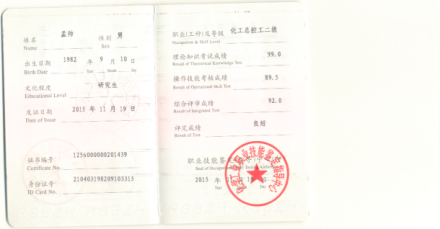 姓名 孟帅 性别 男
Name Sex
出生日期 1982 年 9 月 10 日
Birth Date Year Month Day
文化程度 研究生
Educational Level
发证日期 2015 年 11 月 19 日
Date of Issue
证书编号
Certificate No.
身份证号 210403198209103313
ID Card No.
职业(工种)及等级 化工总控工二级
Occupation & Skill Level
理论知识考试成绩 99.0
Result of Theoretical Knowledge Test
操作技能考核成绩 89.5
Result of Operational Skill Test
综合评审成绩 92.0
Result of Integrated Test
评定成绩 良好
Result of Test
职业技能鉴定
2015 年